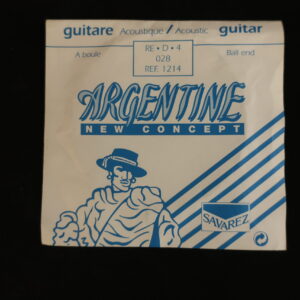 guitare Acoustique / Acoustic guitar
A boule RE • D • 4 Ball end
028
REF. 1214
ARGENTINE
NEW CONCEPT
SAVAREZ